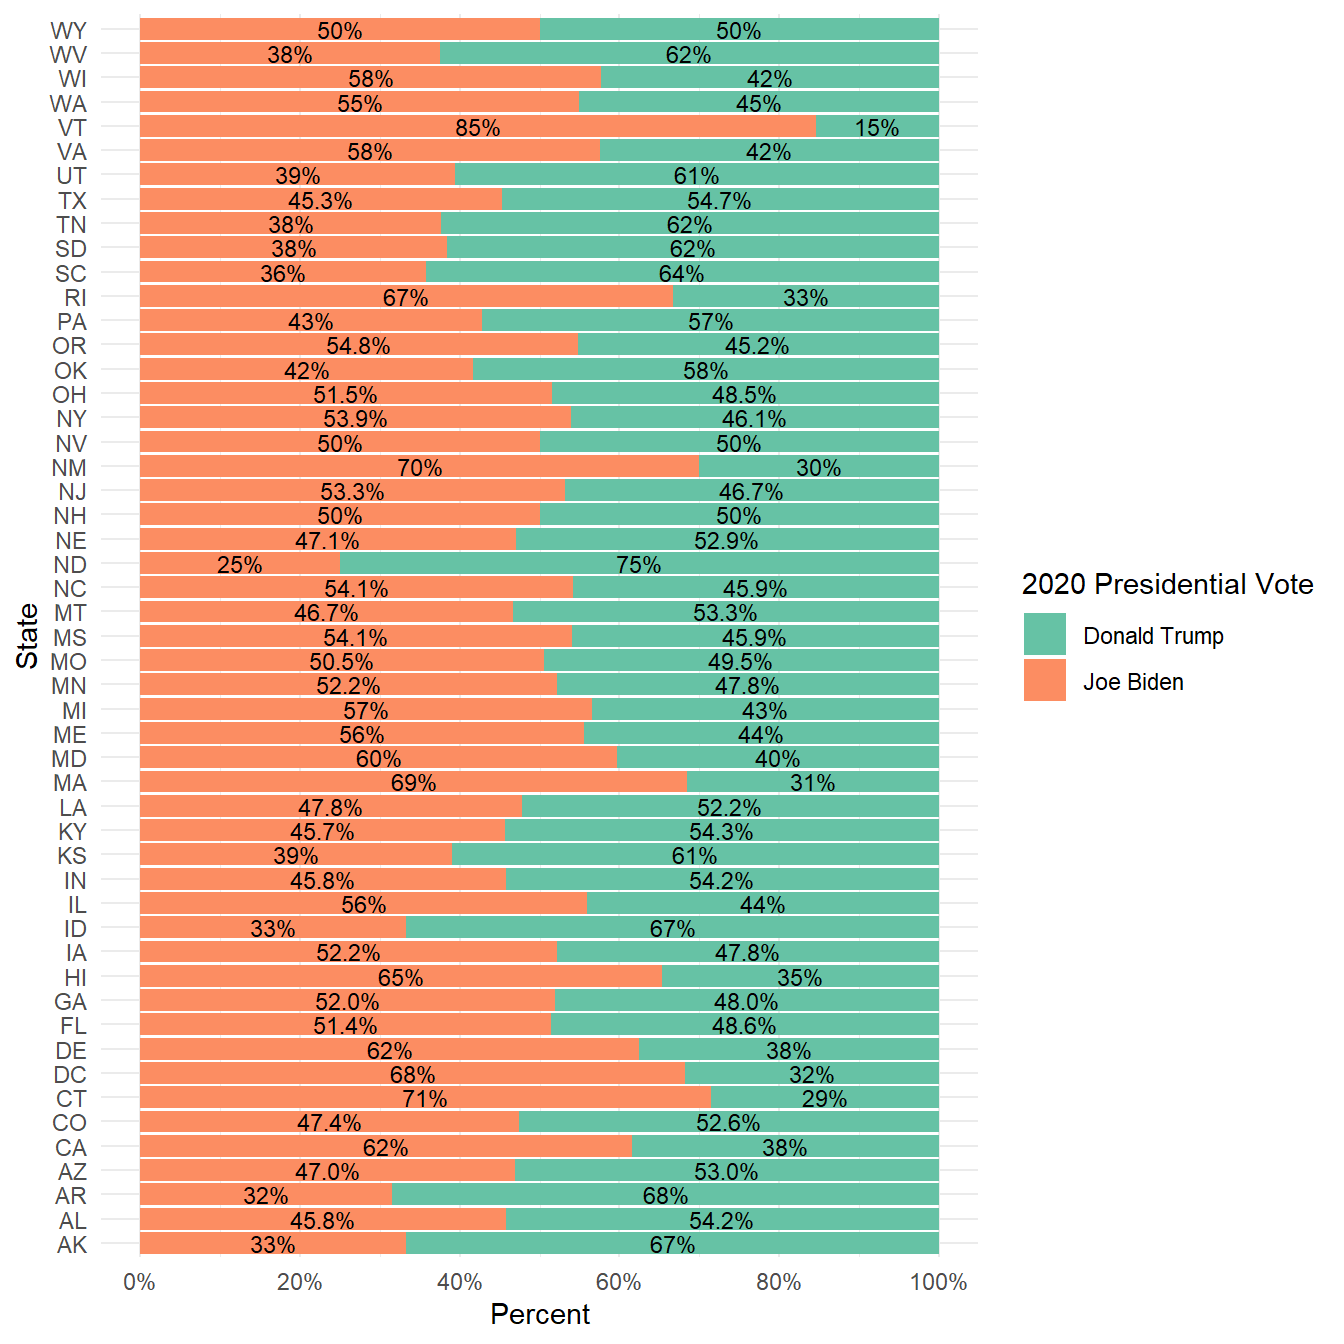 WY 50% 50%
WV 38% 62%
WI 58% 42%
WA 55% 45%
VT 85% 15%
VA 58% 42%
UT 39% 61%
TX 45.3% 54.7%
TN 38% 62%
SD 38% 62%
SC 36% 64%
RI 67% 33%
PA 43% 57%
OR 54.8% 45.2%
OK 42% 58%
OH 51.5% 48.5%
NY 53.9% 46.1%
NV 50% 50%
NM 70% 30%
NJ 53.3% 46.7%
NH 50% 50%
NE 47.1% 52.9%
ND 25% 75%
NC 54.1% 45.9%
MT 46.7% 53.3%
MS 54.1% 45.9%
MO 50.5% 49.5%
MN 52.2% 47.8%
MI 57% 43%
ME 56% 44%
MD 60% 40%
MA 69% 31%
LA 47.8% 52.2%
KY 45.7% 54.3%
KS 39% 61%
IN 45.8% 54.2%
IL 56% 44%
ID 33% 67%
IA 52.2% 47.8%
HI 65% 35%
GA 52.0% 48.0%
FL 51.4% 48.6%
DE 62% 38%
DC 68% 32%
CT 71% 29%
CO 47.4% 52.6%
CA 62% 38%
AZ 47.0% 53.0%
AR 32% 68%
AL 45.8% 54.2%
AK 33% 67%
0% 20% 40% 60% 80% 100%
Percent
State
2020 Presidential Vote
Donald Trump
Joe Biden